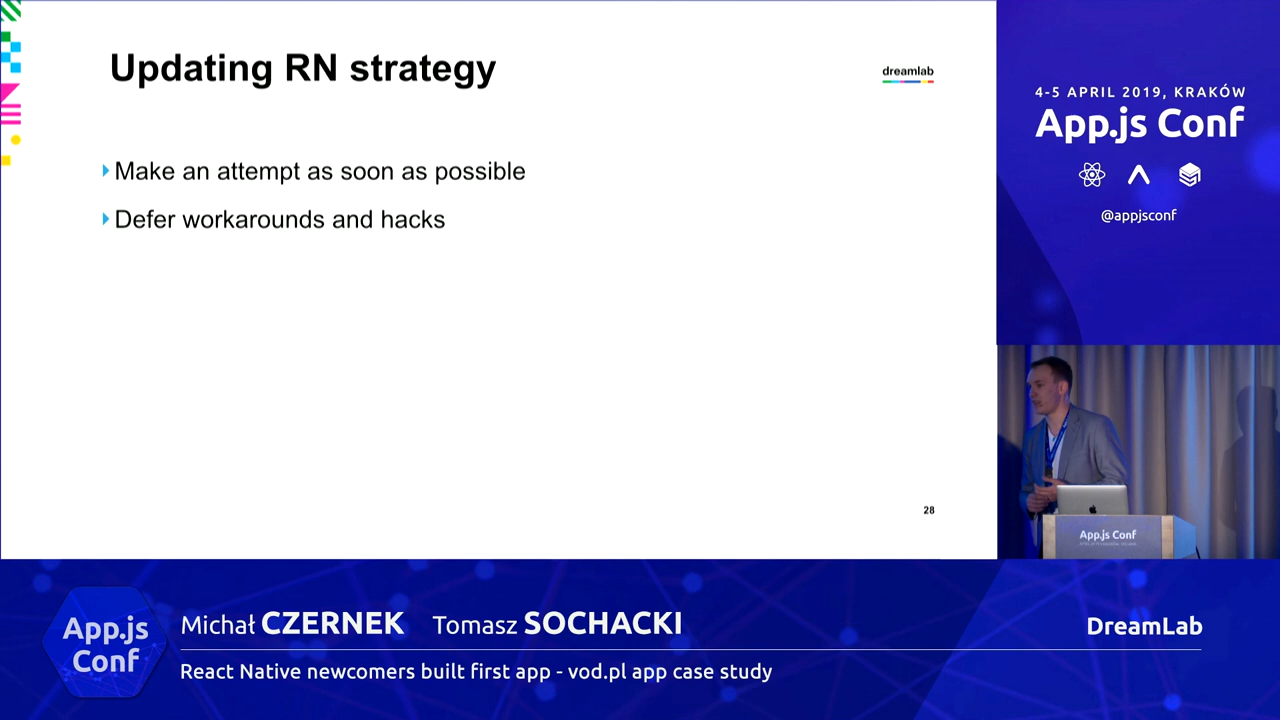 Updating RN strategy
dreamlab
Make an attempt as soon as possible
Defer workarounds and hacks
28
4-5 APRIL 2019, KRAKÓW
App.js Conf
@appjsconf
App.js Conf
App.js
Conf
Michał CZERNEK Tomasz SOCHACKI
DreamLab
React Native newcomers built first app - vod.pl app case study